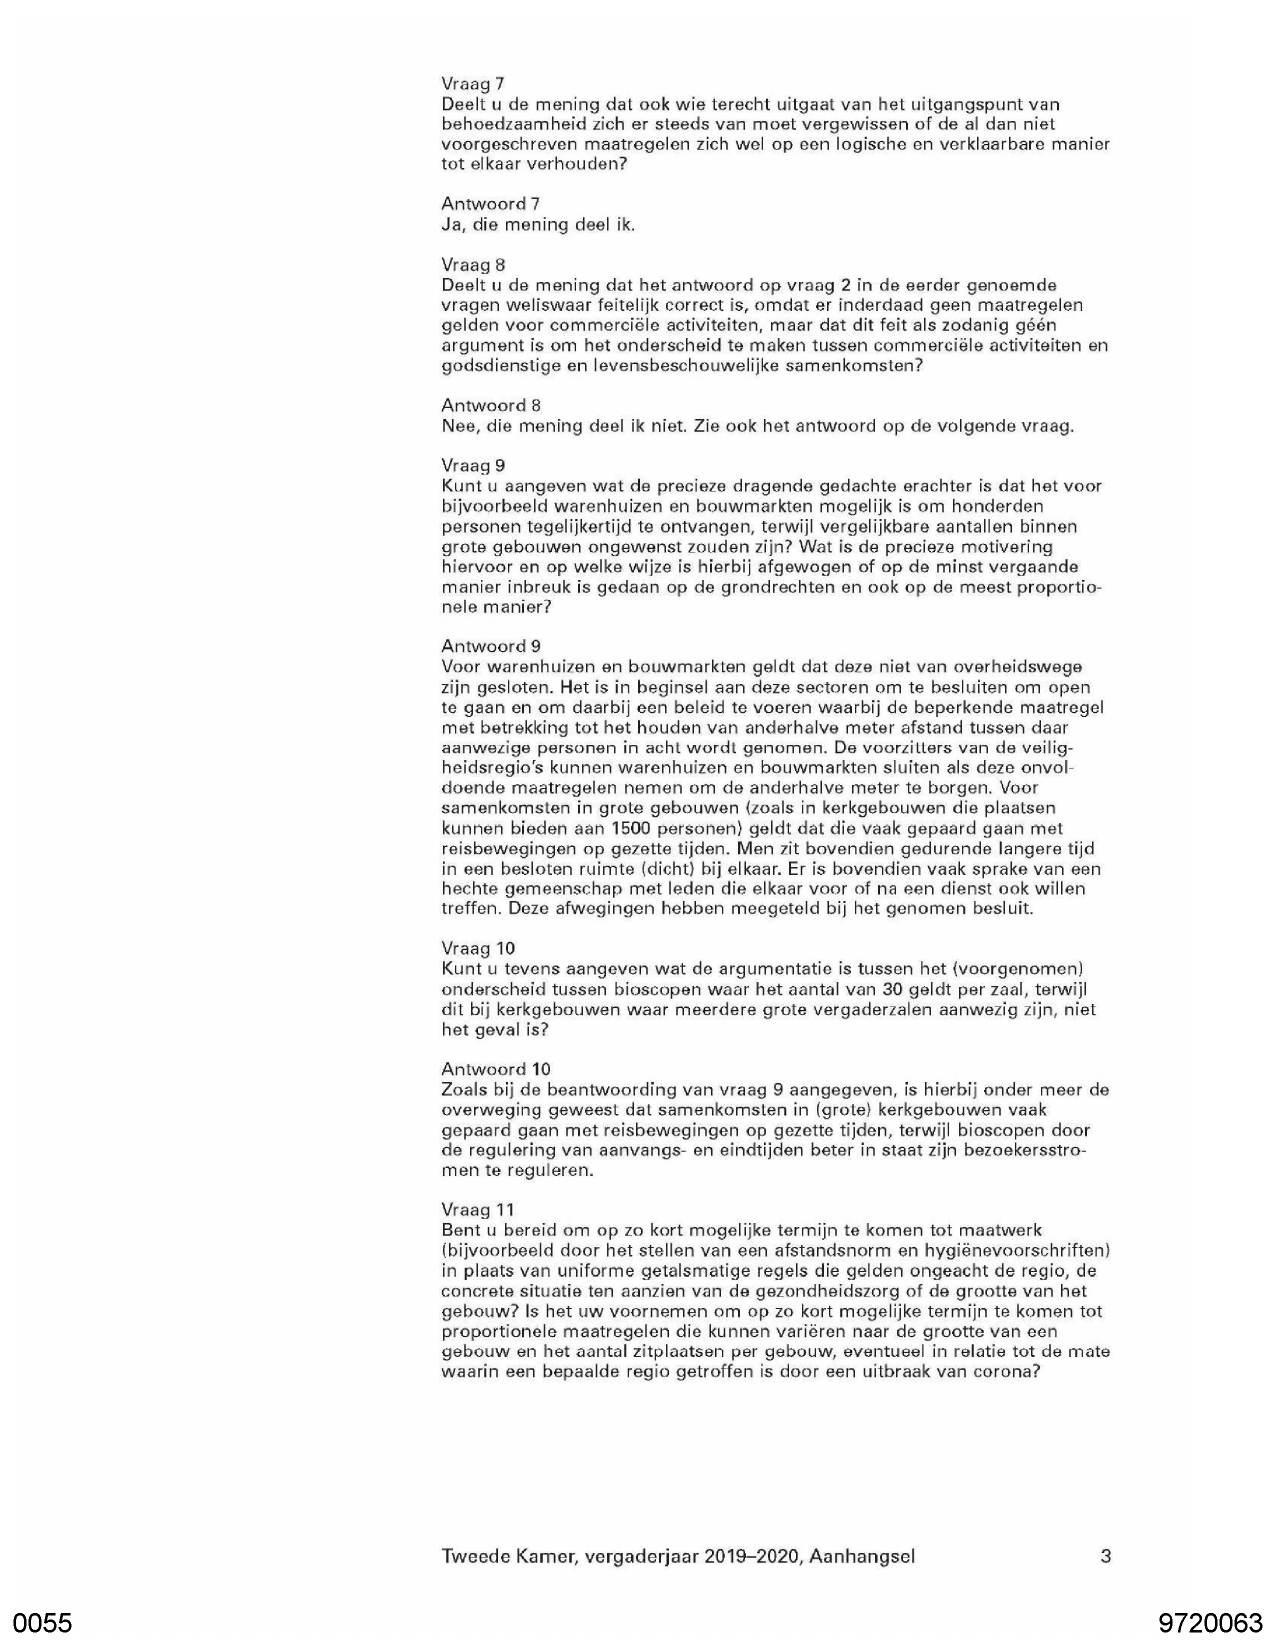 Vraag 7
Deelt u de mening dat ook wie terecht uitgaat van het uitgangspunt van
behoedzaamheid zich er steeds van moet vergewissen of de al dan niet
voorgeschreven maatregelen zich wel op een logische en verklaarbare manier
tot elkaar verhouden?
Antwoord 7
Ja, die mening deel ik.
Vraag 8
Deelt u de mening dat het antwoord op vraag 2 in de eerder genoemde
vragen weliswaar feitelijk correct is, omdat er inderdaad geen maatregelen
gelden voor commerciële activiteiten, maar dat dit feit als zodanig géén
argument is om het onderscheid te maken tussen commerciële activiteiten en
godsdienstige en levensbeschouwelijke samenkomsten?
Antwoord 8
Nee, die mening deel ik niet. Zie ook het antwoord op de volgende vraag.
Vraag 9
Kunt u aangeven wat de precieze dragende gedachte erachter is dat het voor
bijvoorbeeld warenhuizen en bouwmarkten mogelijk is om honderden
personen tegelijkertijd te ontvangen, terwijl vergelijkbare aantallen binnen
grote gebouwen ongewenst zouden zijn? Wat is de precieze motivering
hiervoor en op welke wijze is hierbij afgewogen of op de minst vergaande
manier inbreuk is gedaan op de grondrechten en ook op de meest proportio-
nele manier?
Antwoord 9
Voor warenhuizen en bouwmarkten geldt dat deze niet van overheidswege
zijn gesloten. Het is in beginsel aan deze sectoren om te besluiten om open
te gaan en om daarbij een beleid te voeren waarbij de beperkende maatregel
met betrekking tot het houden van anderhalve meter afstand tussen daar
aanwezige personen in acht wordt genomen. De voorzitters van de veilig-
heidsregio's kunnen warenhuizen en bouwmarkten sluiten als deze onvol-
doende maatregelen nemen om de anderhalve meter te borgen. Voor
samenkomsten in grote gebouwen (zoals in kerkgebouwen die plaatsen
kunnen bieden aan 1500 personen) geldt dat die vaak gepaard gaan met
reisbewegingen op gezette tijden. Men zit bovendien gedurende langere tijd
in een besloten ruimte (dicht) bij elkaar. Er is bovendien vaak sprake van een
hechte gemeenschap met leden die elkaar voor of na een dienst ook willen
treffen. Deze afwegingen hebben meegeteld bij het genomen besluit.
Vraag 10
Kunt u tevens aangeven wat de argumentatie is tussen het (voorgenomen)
onderscheid tussen bioscopen waar het aantal van 30 geldt per zaal, terwijl
dit bij kerkgebouwen waar meerdere grote vergaderzalen aanwezig zijn, niet
het geval is?
Antwoord 10
Zoals bij de beantwoording van vraag 9 aangegeven, is hierbij onder meer de
overweging geweest dat samenkomsten in (grote) kerkgebouwen vaak
gepaard gaan met reisbewegingen op gezette tijden, terwijl bioscopen door
de regulering van aanvangs- en eindtijden beter in staat zijn bezoekersstro-
men te reguleren.
Vraag 11
Bent u bereid om op zo kort mogelijke termijn te komen tot maatwerk
(bijvoorbeeld door het stellen van een afstandsnorm en hygiënevoorschriften)
in plaats van uniforme getalsmatige regels die gelden ongeacht de regio, de
concrete situatie ten aanzien van de gezondheidszorg of de grootte van het
gebouw? Is het uw voornemen om op zo kort mogelijke termijn te komen tot
proportionele maatregelen die kunnen variëren naar de grootte van een
gebouw en het aantal zitplaatsen per gebouw, eventueel in relatie tot de mate
waarin een bepaalde regio getroffen is door een uitbraak van corona?
Tweede Kamer, vergaderjaar 2019–2020, Aanhangsel 3
0055 9720063